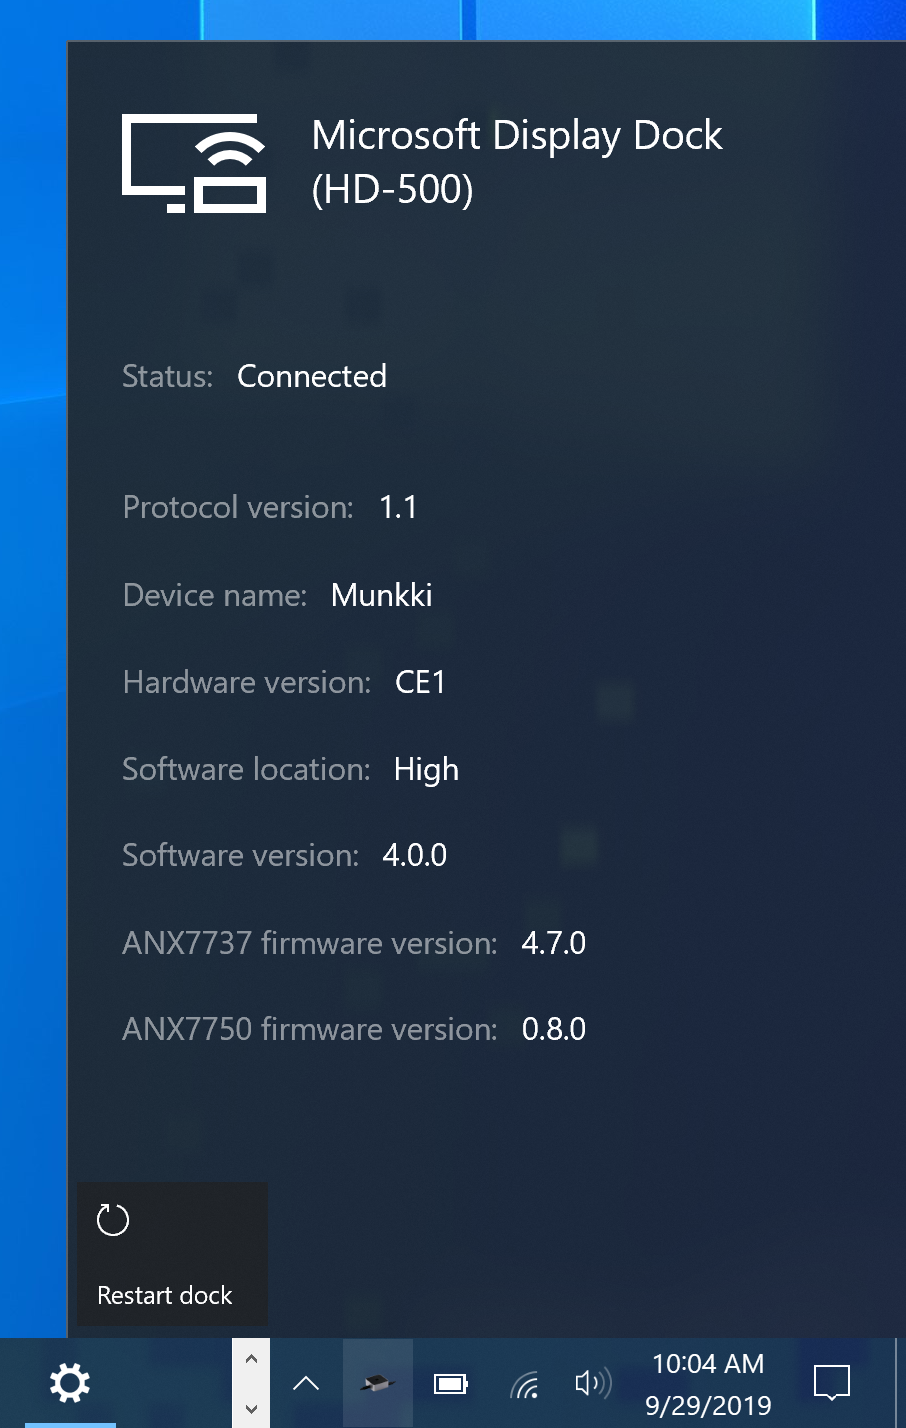 Microsoft Display Dock
(HD-500)
Status: Connected
Protocol version: 1.1
Device name: Munkki
Hardware version: CE1
Software location: High
Software version: 4.0.0
ANX7737 firmware version: 4.7.0
ANX7750 firmware version: 0.8.0
Restart dock
10:04 AM
9/29/2019